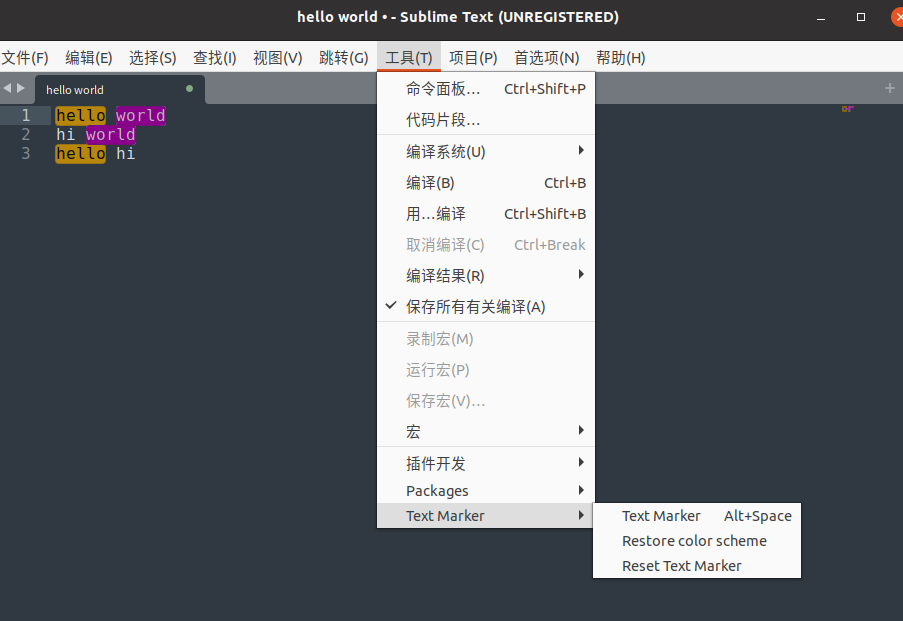 hello world • - Sublime Text (UNREGISTERED)
文件(F) 编辑(E) 选择(S) 查找(I) 视图(V) 跳转(G) 工具(T) 项目(P) 首选项(N) 帮助(H)
hello world
1 hello world
2 hi world
3 hello hi
命令面板… Ctrl+Shift+P
代码片段…
编译系统(U)
编译(B) Ctrl+B
用…编译 Ctrl+Shift+B
取消编译(C) Ctrl+Break
编译结果(R)
保存所有有关编译(A)
录制宏(M)
运行宏(P)
保存宏(V)…
宏
插件开发
Packages
Text Marker
Text Marker Alt+Space
Restore color scheme
Reset Text Marker